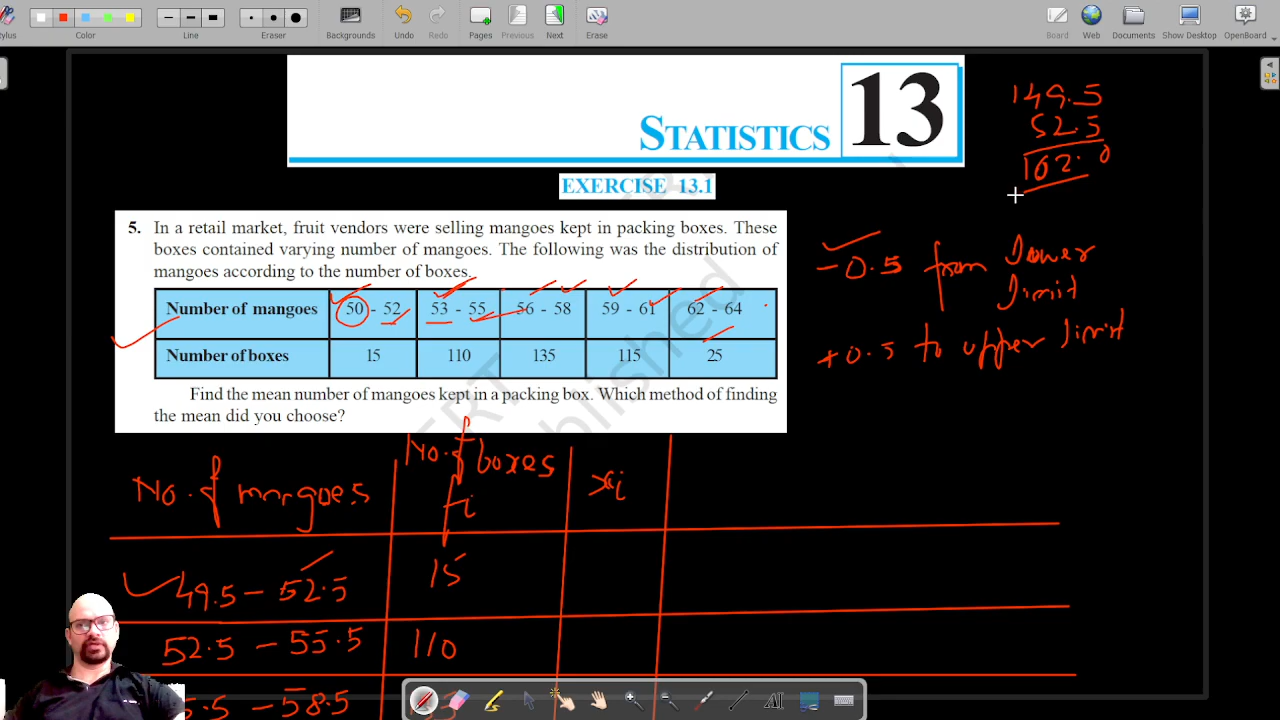 Stylus Color Line Eraser Backgrounds Undo Redo Pages Previous Next Erase Board Web Documents Show Desktop OpenBoard
STATISTICS 13
EXERCISE 13.1
149.5
52.5
102.0
5. In a retail market, fruit vendors were selling mangoes kept in packing boxes. These
boxes contained varying number of mangoes. The following was the distribution of
mangoes according to the number of boxes.
Number of mangoes 50 - 52 53 - 55 56 - 58 59 - 61 62 - 64
Number of boxes 15 110 135 115 25
Find the mean number of mangoes kept in a packing box. Which method of finding
the mean did you choose?
-0.5 from lower
limit
+0.5 to upper limit
No. of mangoes No. of boxes fi xi
49.5 - 52.5 15
52.5 - 55.5 110
5.5 - 58.5